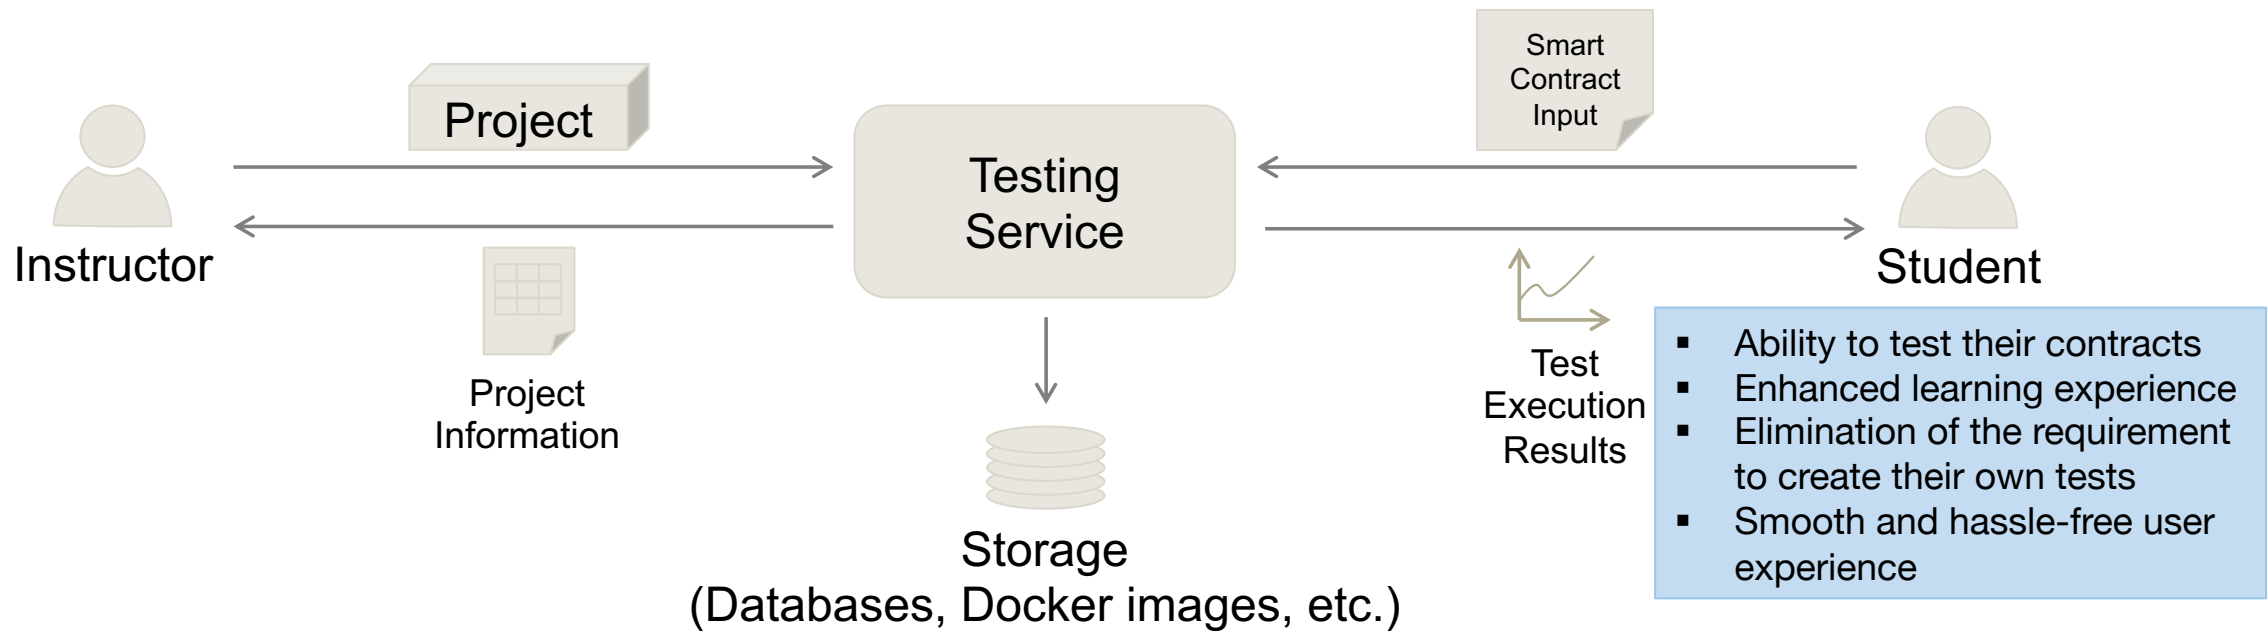 Project
Instructor
Project
Information
Testing
Service
Storage
(Databases, Docker images, etc.)
Smart
Contract
Input
Student
Test
Execution
Results
▪ Ability to test their contracts
▪ Enhanced learning experience
▪ Elimination of the requirement
to create their own tests
▪ Smooth and hassle-free user
experience